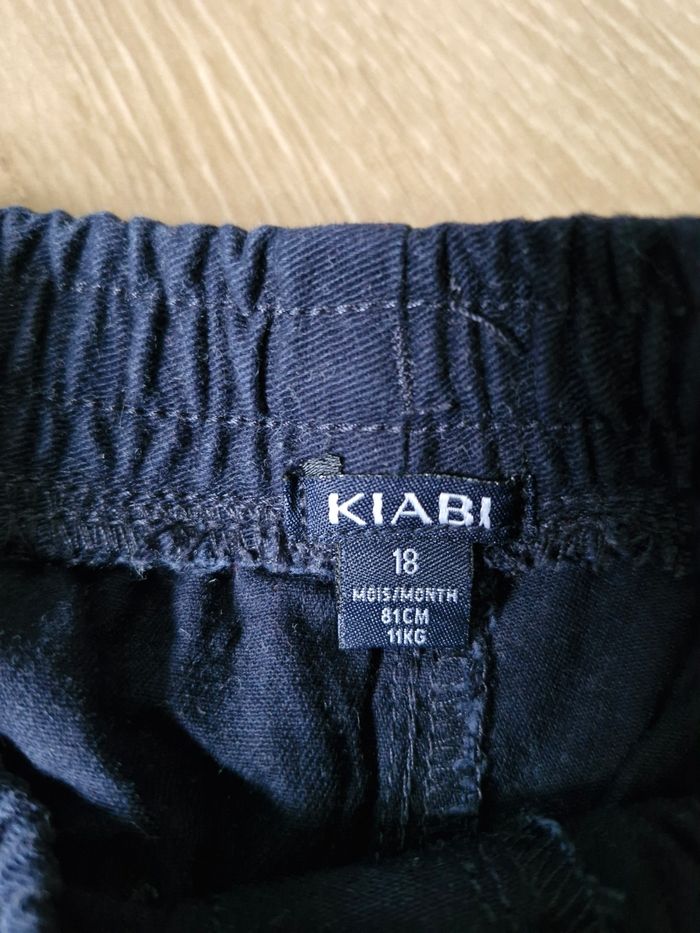 KIABI
18
MOIS/MONTH
81CM
11KG